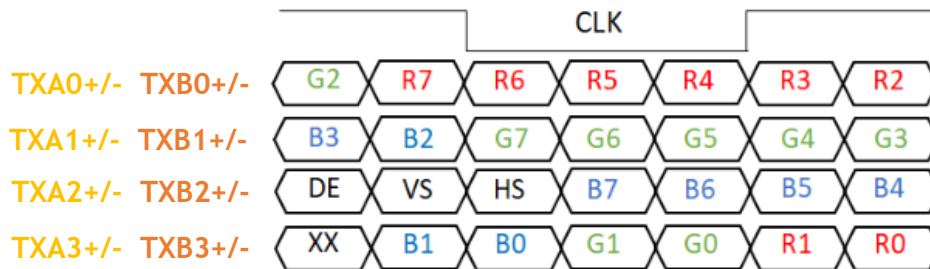 CLK
TXA0+/- TXB0+/- G2 R7 R6 R5 R4 R3 R2
TXA1+/- TXB1+/- B3 B2 G7 G6 G5 G4 G3
TXA2+/- TXB2+/- DE VS HS B7 B6 B5 B4
TXA3+/- TXB3+/- XX B1 B0 G1 G0 R1 R0